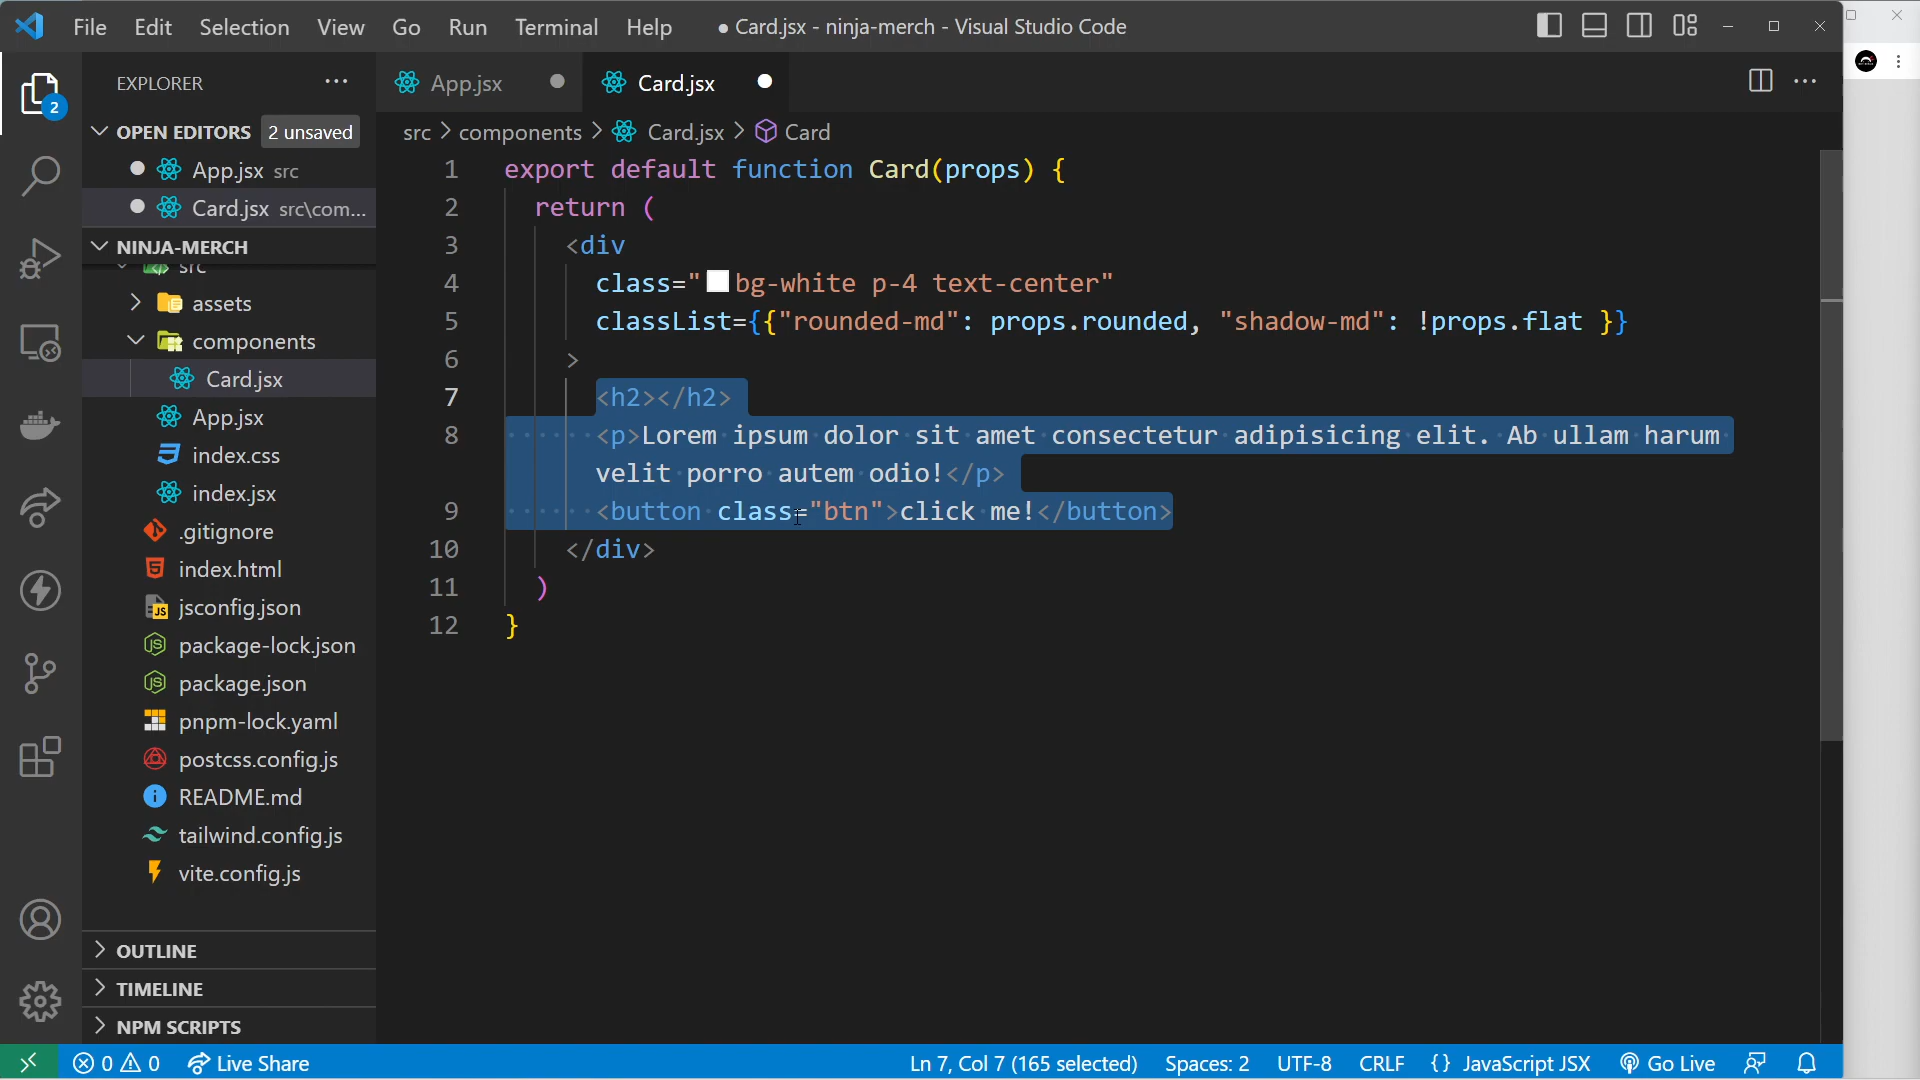 File Edit Selection View Go Run Terminal Help ● Card.jsx - ninja-merch - Visual Studio Code
EXPLORER
App.jsx
Card.jsx
2
OPEN EDITORS 2 unsaved
src > components > Card.jsx > Card
App.jsx src
Card.jsx src\com...
NINJA-MERCH
src
assets
components
Card.jsx
App.jsx
index.css
index.jsx
.gitignore
index.html
jsconfig.json
package-lock.json
package.json
pnpm-lock.yaml
postcss.config.js
README.md
tailwind.config.js
vite.config.js
OUTLINE
TIMELINE
NPM SCRIPTS
1 export default function Card(props) {
2 return (
3 <div
4 class="bg-white p-4 text-center"
5 classList={{"rounded-md": props.rounded, "shadow-md": !props.flat }}
6 >
7 <h2></h2>
8 <p>Lorem ipsum dolor sit amet consectetur adipisicing elit. Ab ullam harum
velit porro autem odio!</p>
9 <button class="btn">click me!</button>
10 </div>
11 )
12 }
0 0 Live Share Ln 7, Col 7 (165 selected) Spaces: 2 UTF-8 CRLF {} JavaScript JSX Go Live